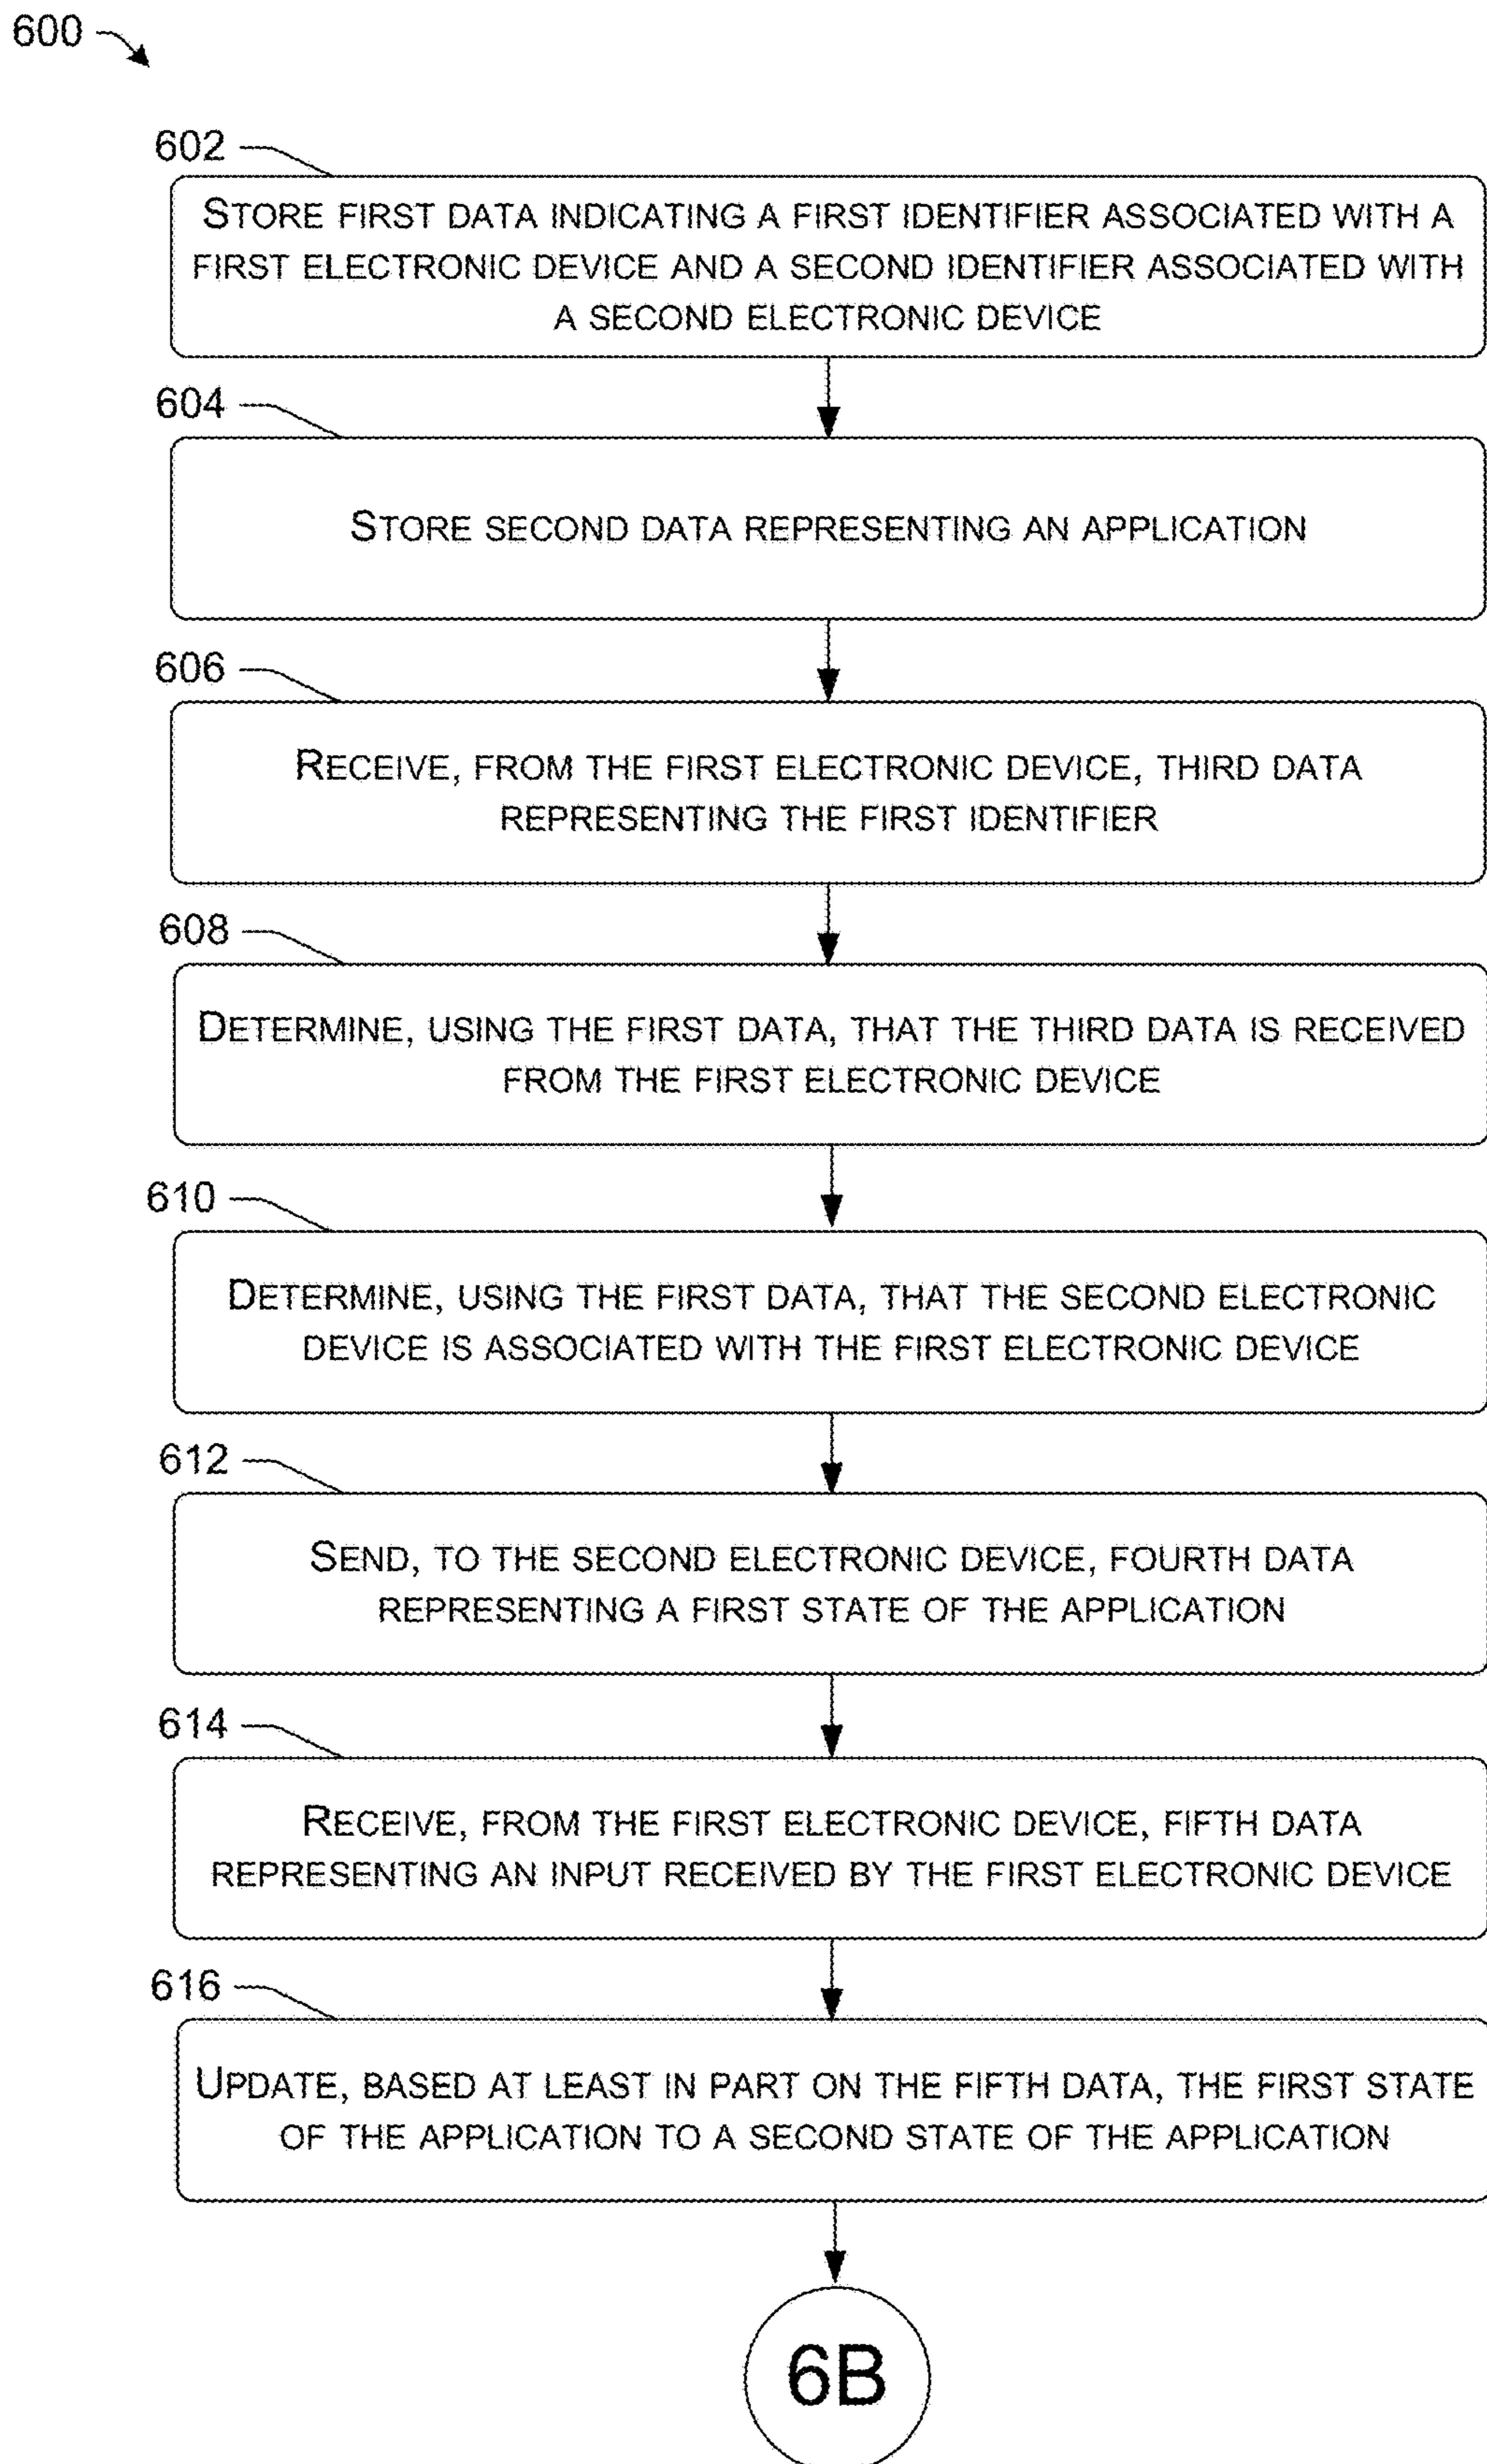 600
602
STORE FIRST DATA INDICATING A FIRST IDENTIFIER ASSOCIATED WITH A
FIRST ELECTRONIC DEVICE AND A SECOND IDENTIFIER ASSOCIATED WITH
A SECOND ELECTRONIC DEVICE
604
STORE SECOND DATA REPRESENTING AN APPLICATION
606
RECEIVE, FROM THE FIRST ELECTRONIC DEVICE, THIRD DATA
REPRESENTING THE FIRST IDENTIFIER
608
DETERMINE, USING THE FIRST DATA, THAT THE THIRD DATA IS RECEIVED
FROM THE FIRST ELECTRONIC DEVICE
610
DETERMINE, USING THE FIRST DATA, THAT THE SECOND ELECTRONIC
DEVICE IS ASSOCIATED WITH THE FIRST ELECTRONIC DEVICE
612
SEND, TO THE SECOND ELECTRONIC DEVICE, FOURTH DATA
REPRESENTING A FIRST STATE OF THE APPLICATION
614
RECEIVE, FROM THE FIRST ELECTRONIC DEVICE, FIFTH DATA
REPRESENTING AN INPUT RECEIVED BY THE FIRST ELECTRONIC DEVICE
616
UPDATE, BASED AT LEAST IN PART ON THE FIFTH DATA, THE FIRST STATE
OF THE APPLICATION TO A SECOND STATE OF THE APPLICATION
6B